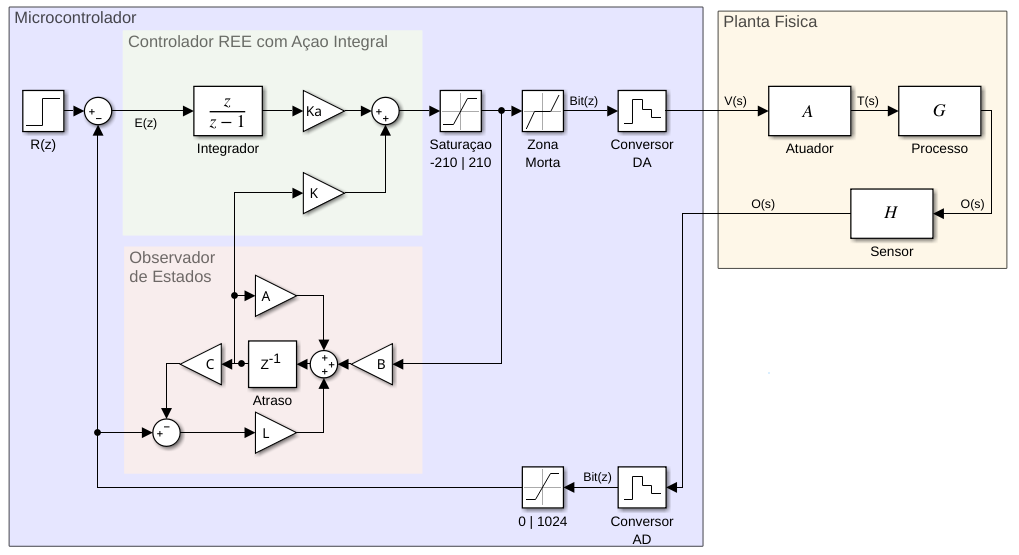 Microcontrolador
Planta Fisica
Controlador REE com Açao Integral
R(z)
+
−
E(z)
z
z − 1
Integrador
Ka
+
+
Saturaçao
-210 | 210
Zona
Morta
Bit(z)
Conversor
DA
V(s)
A
Atuador
T(s)
G
Processo
K
O(s)
H
O(s)
Sensor
Observador
de Estados
A
C
Z-1
Atraso
+
+
+
B
+
−
L
0 | 1024
Bit(z)
Conversor
AD